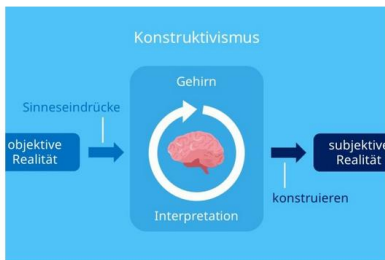 Konstruktivismus
Gehirn
Sinneseindrücke
objektive
Realität
subjektive
Realität
Interpretation
konstruieren